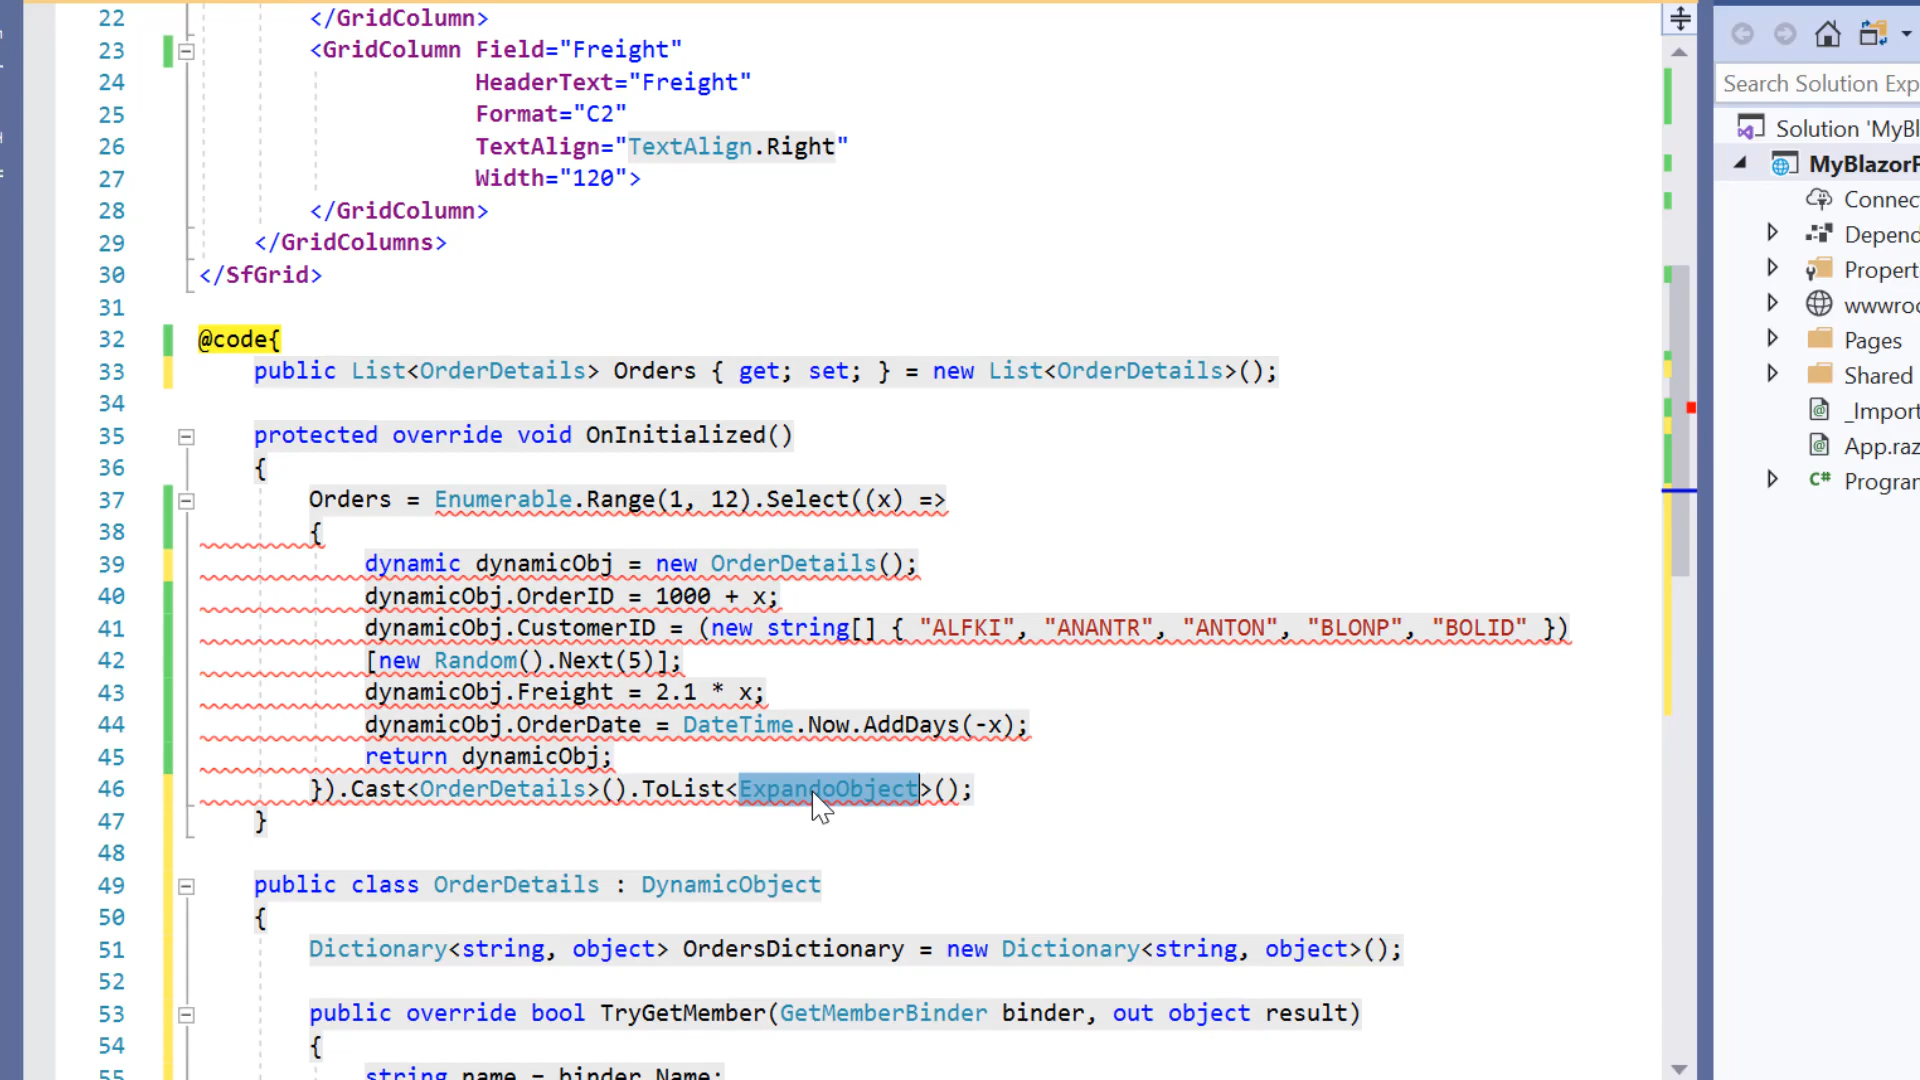 22 </GridColumn>
23 <GridColumn Field="Freight"
24 HeaderText="Freight"
25 Format="C2"
26 TextAlign="TextAlign.Right"
27 Width="120">
28 </GridColumn>
29 </GridColumns>
30 </SfGrid>
31
32 @code{
33 public List<OrderDetails> Orders { get; set; } = new List<OrderDetails>();
34
35 protected override void OnInitialized()
36 {
37 Orders = Enumerable.Range(1, 12).Select((x) =>
38 {
39 dynamic dynamicObj = new OrderDetails();
40 dynamicObj.OrderID = 1000 + x;
41 dynamicObj.CustomerID = (new string[] { "ALFKI", "ANANTR", "ANTON", "BLONP", "BOLID" })
42 [new Random().Next(5)];
43 dynamicObj.Freight = 2.1 * x;
44 dynamicObj.OrderDate = DateTime.Now.AddDays(-x);
45 return dynamicObj;
46 }).Cast<OrderDetails>().ToList<ExpandoObject>();
47 }
48
49 public class OrderDetails : DynamicObject
50 {
51 Dictionary<string, object> OrdersDictionary = new Dictionary<string, object>();
52
53 public override bool TryGetMember(GetMemberBinder binder, out object result)
54 {
55 string name = binder.Name;
Search Solution Exp
Solution 'MyBl
MyBlazorP
Connec
Depend
Propert
wwwroo
Pages
Shared
_Import
App.raz
C# Program